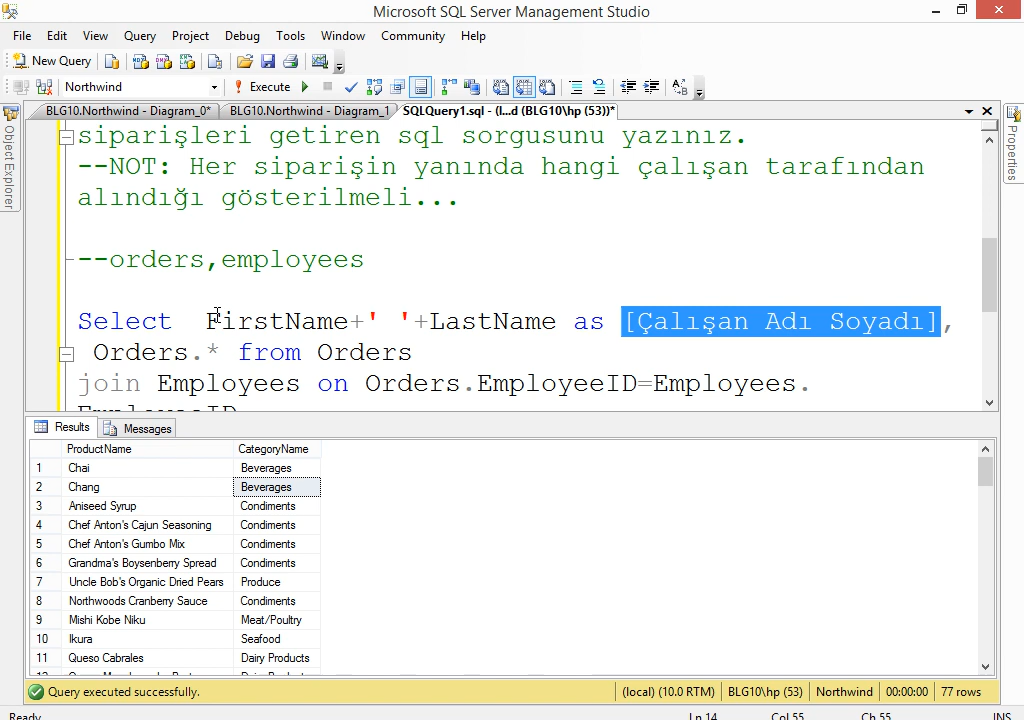 Microsoft SQL Server Management Studio
File Edit View Query Project Debug Tools Window Community Help
New Query
Northwind Execute
BLG10.Northwind - Diagram_0* BLG10.Northwind - Diagram_1 SQLQuery1.sql - (l...d (BLG10\hp (53))*
Object Explorer
Properties
siparişleri getiren sql sorgusunu yazınız.
--NOT: Her siparişin yanında hangi çalışan tarafından
alındığı gösterilmeli...
--orders,employees
Select FirstName+' '+LastName as [Çalışan Adı Soyadı],
Orders.* from Orders
join Employees on Orders.EmployeeID=Employees.
EmployeeID
Results Messages
ProductName CategoryName
1 Chai Beverages
2 Chang Beverages
3 Aniseed Syrup Condiments
4 Chef Anton's Cajun Seasoning Condiments
5 Chef Anton's Gumbo Mix Condiments
6 Grandma's Boysenberry Spread Condiments
7 Uncle Bob's Organic Dried Pears Produce
8 Northwoods Cranberry Sauce Condiments
9 Mishi Kobe Niku Meat/Poultry
10 Ikura Seafood
11 Queso Cabrales Dairy Products
Query executed successfully. (local) (10.0 RTM) BLG10\hp (53) Northwind 00:00:00 77 rows
Ready Ln 14 Col 55 Ch 55 INS